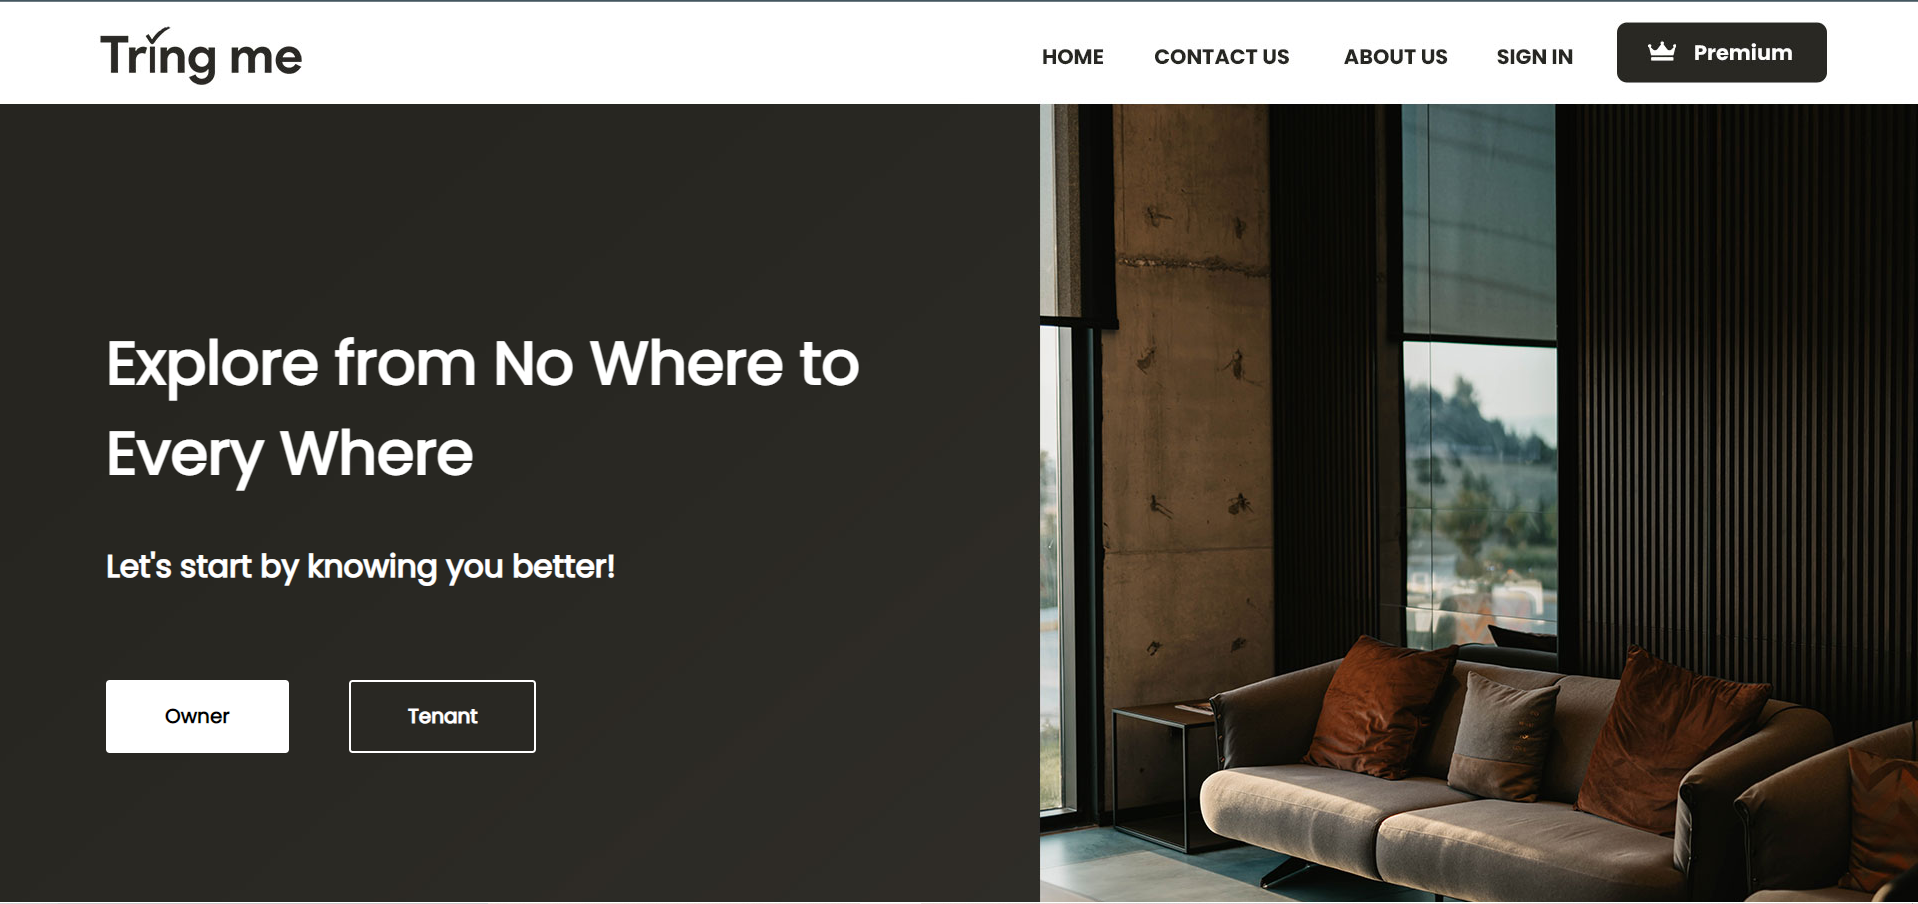 Tring me
HOME CONTACT US ABOUT US SIGN IN Premium
Explore from No Where to
Every Where
Let's start by knowing you better!
Owner Tenant